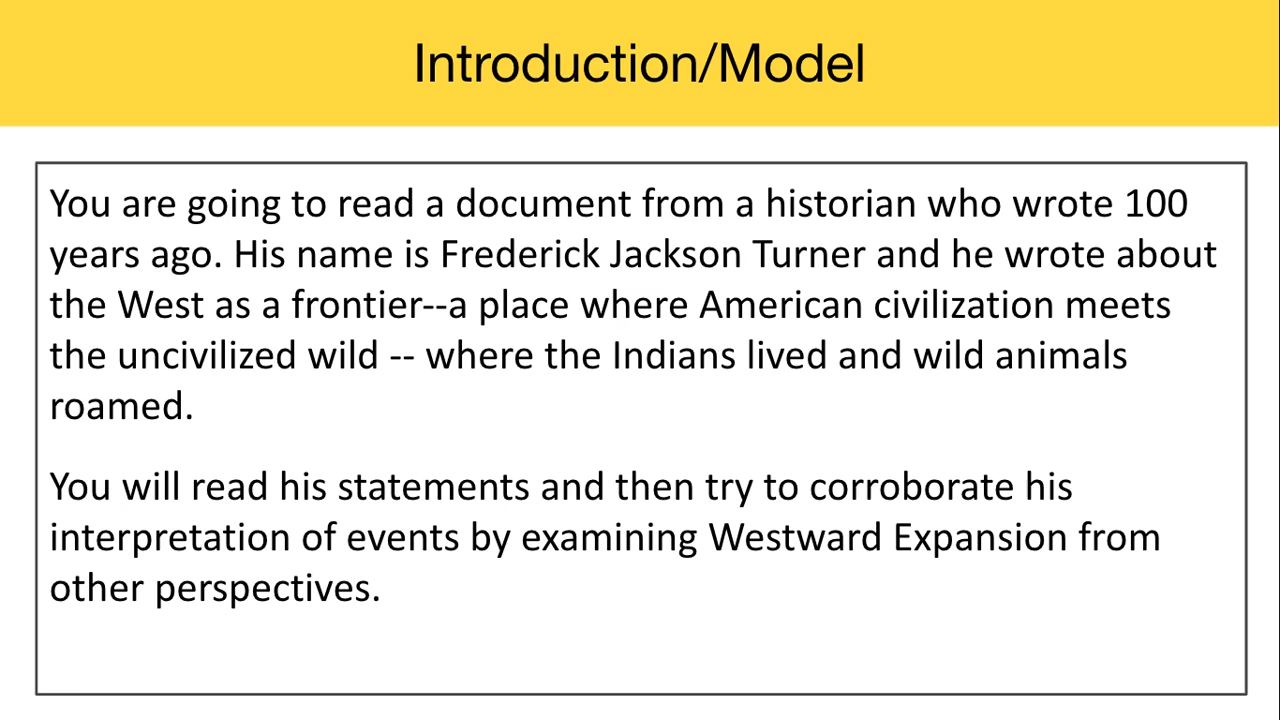 Introduction/Model
You are going to read a document from a historian who wrote 100
years ago. His name is Frederick Jackson Turner and he wrote about
the West as a frontier--a place where American civilization meets
the uncivilized wild -- where the Indians lived and wild animals
roamed.
You will read his statements and then try to corroborate his
interpretation of events by examining Westward Expansion from
other perspectives.